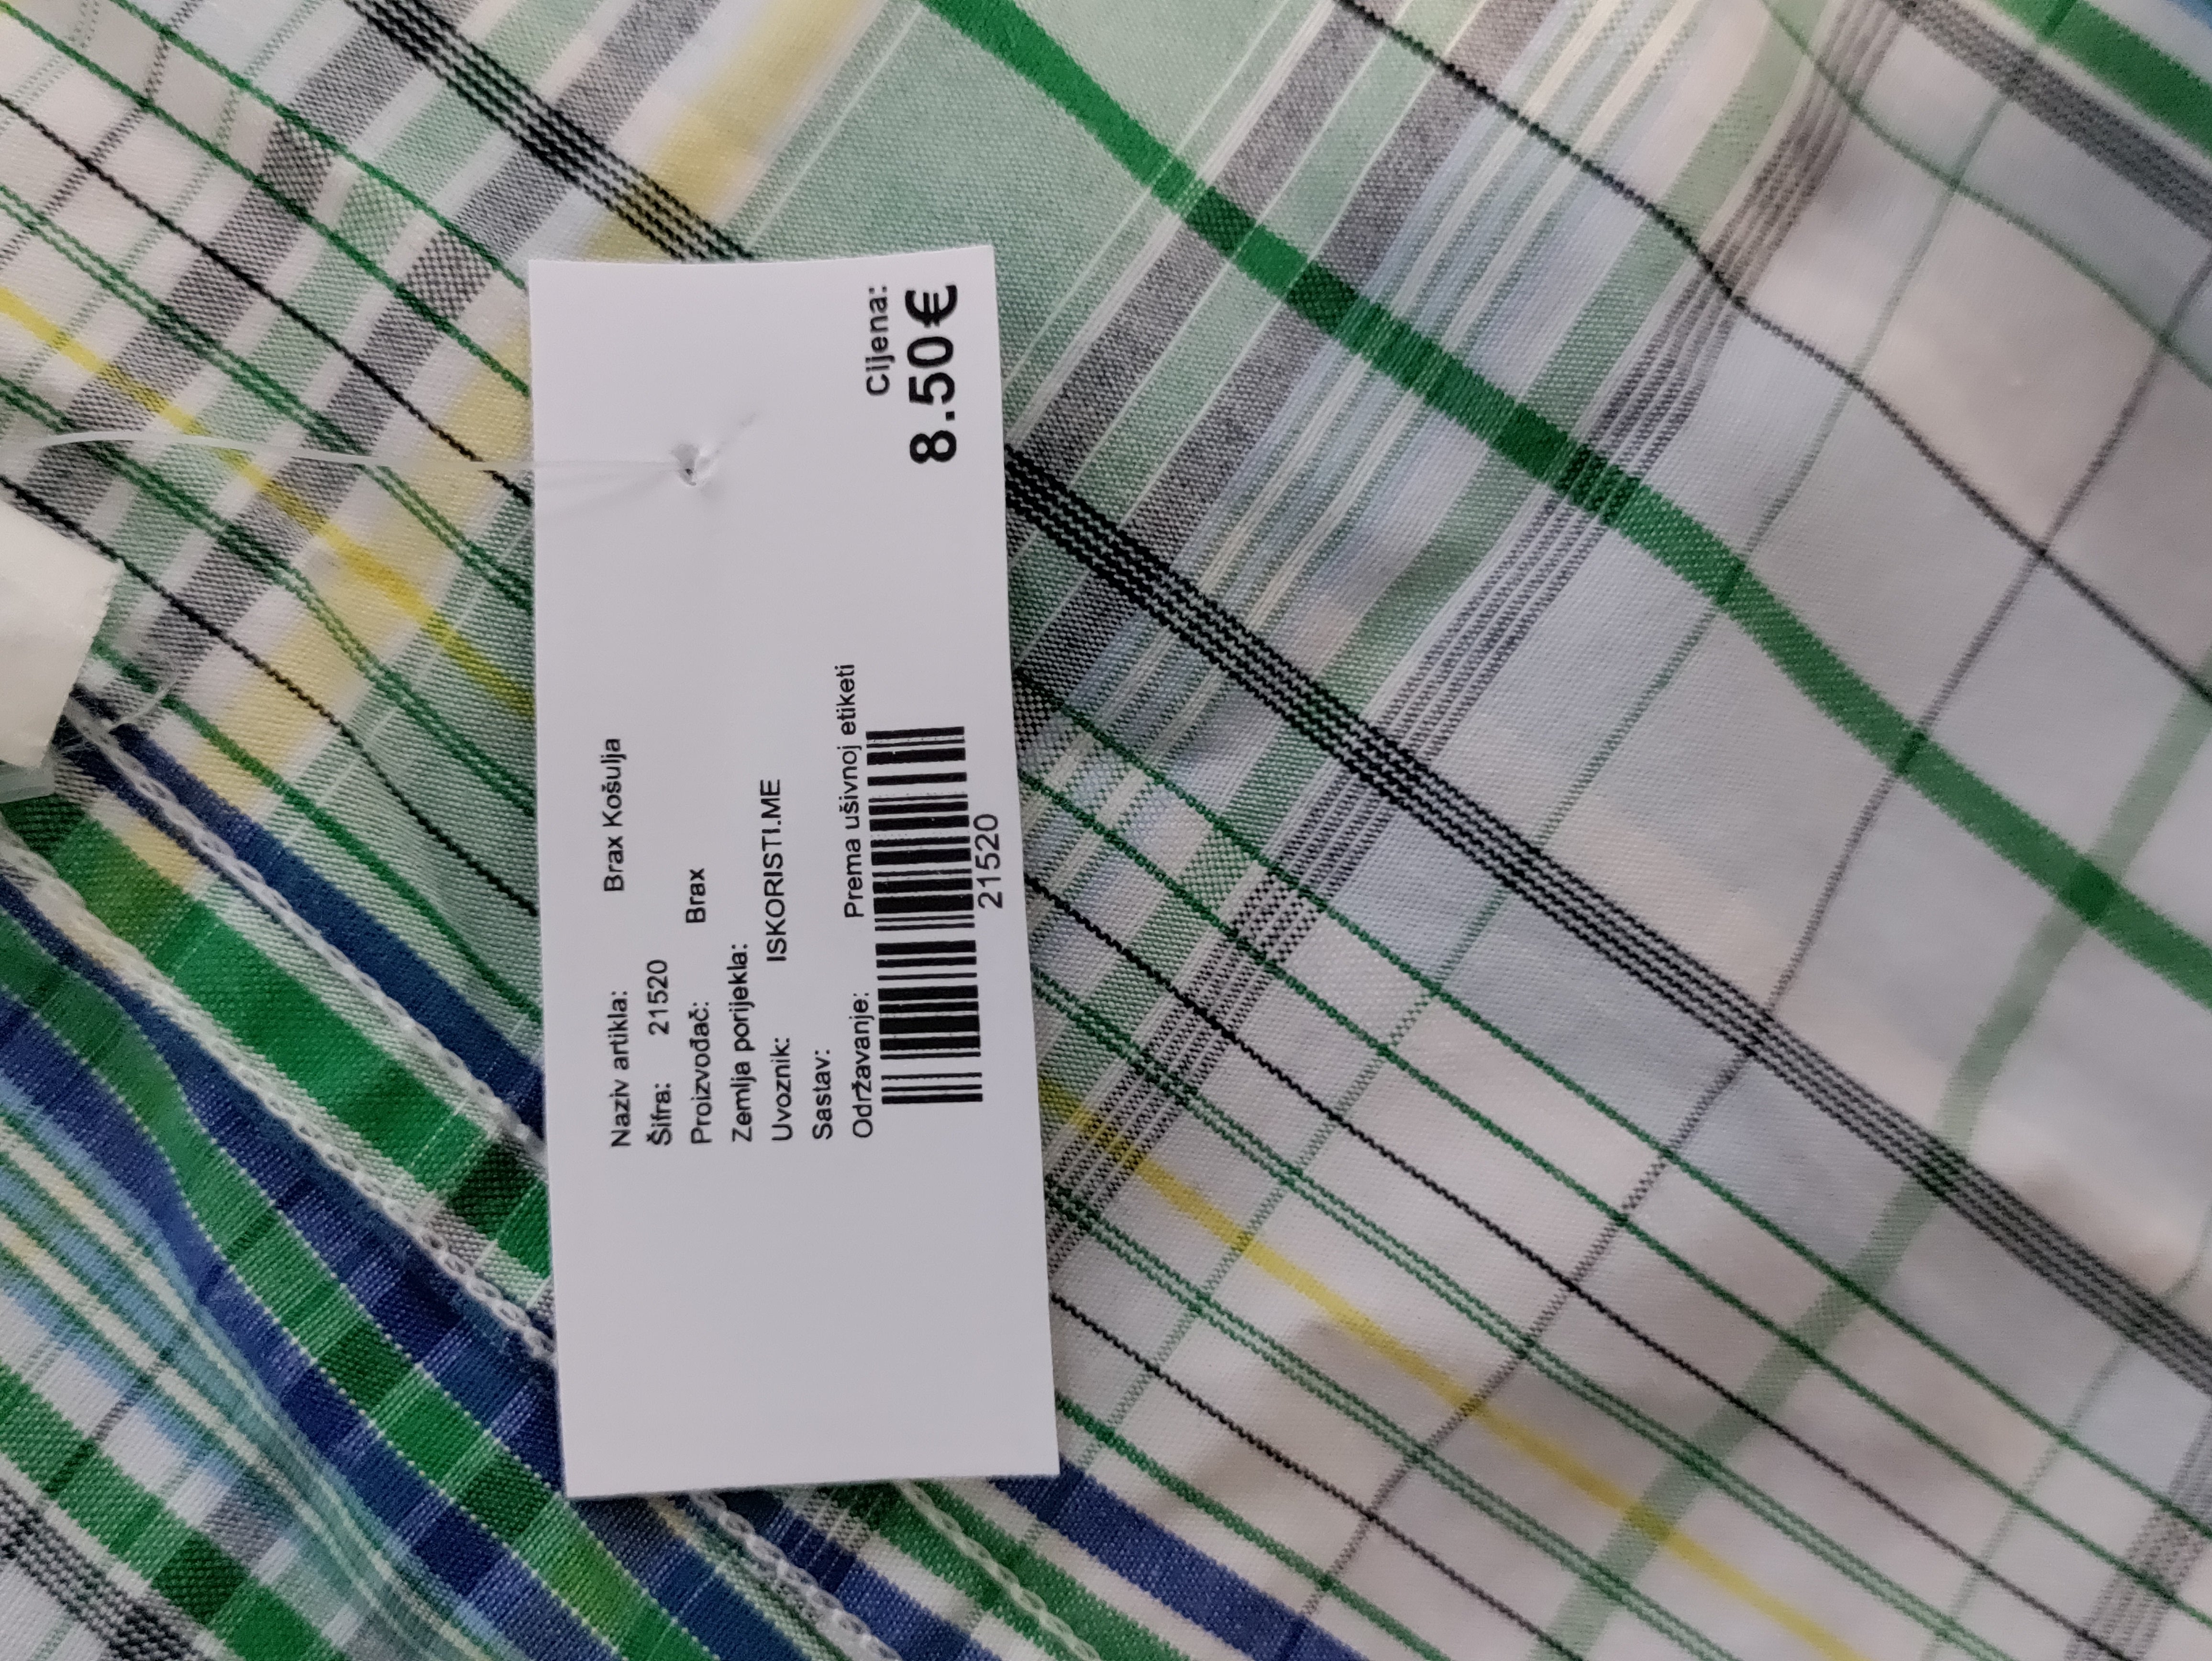 Naziv artikla: Brax Košulja
Šifra: 21520
Proizvođač: Brax
Zemlja porijekla:
Uvoznik: ISKORISTI.ME
Sastav:
Održavanje: Prema ušivnoj etiketi
21520
Cijena:
8.50€